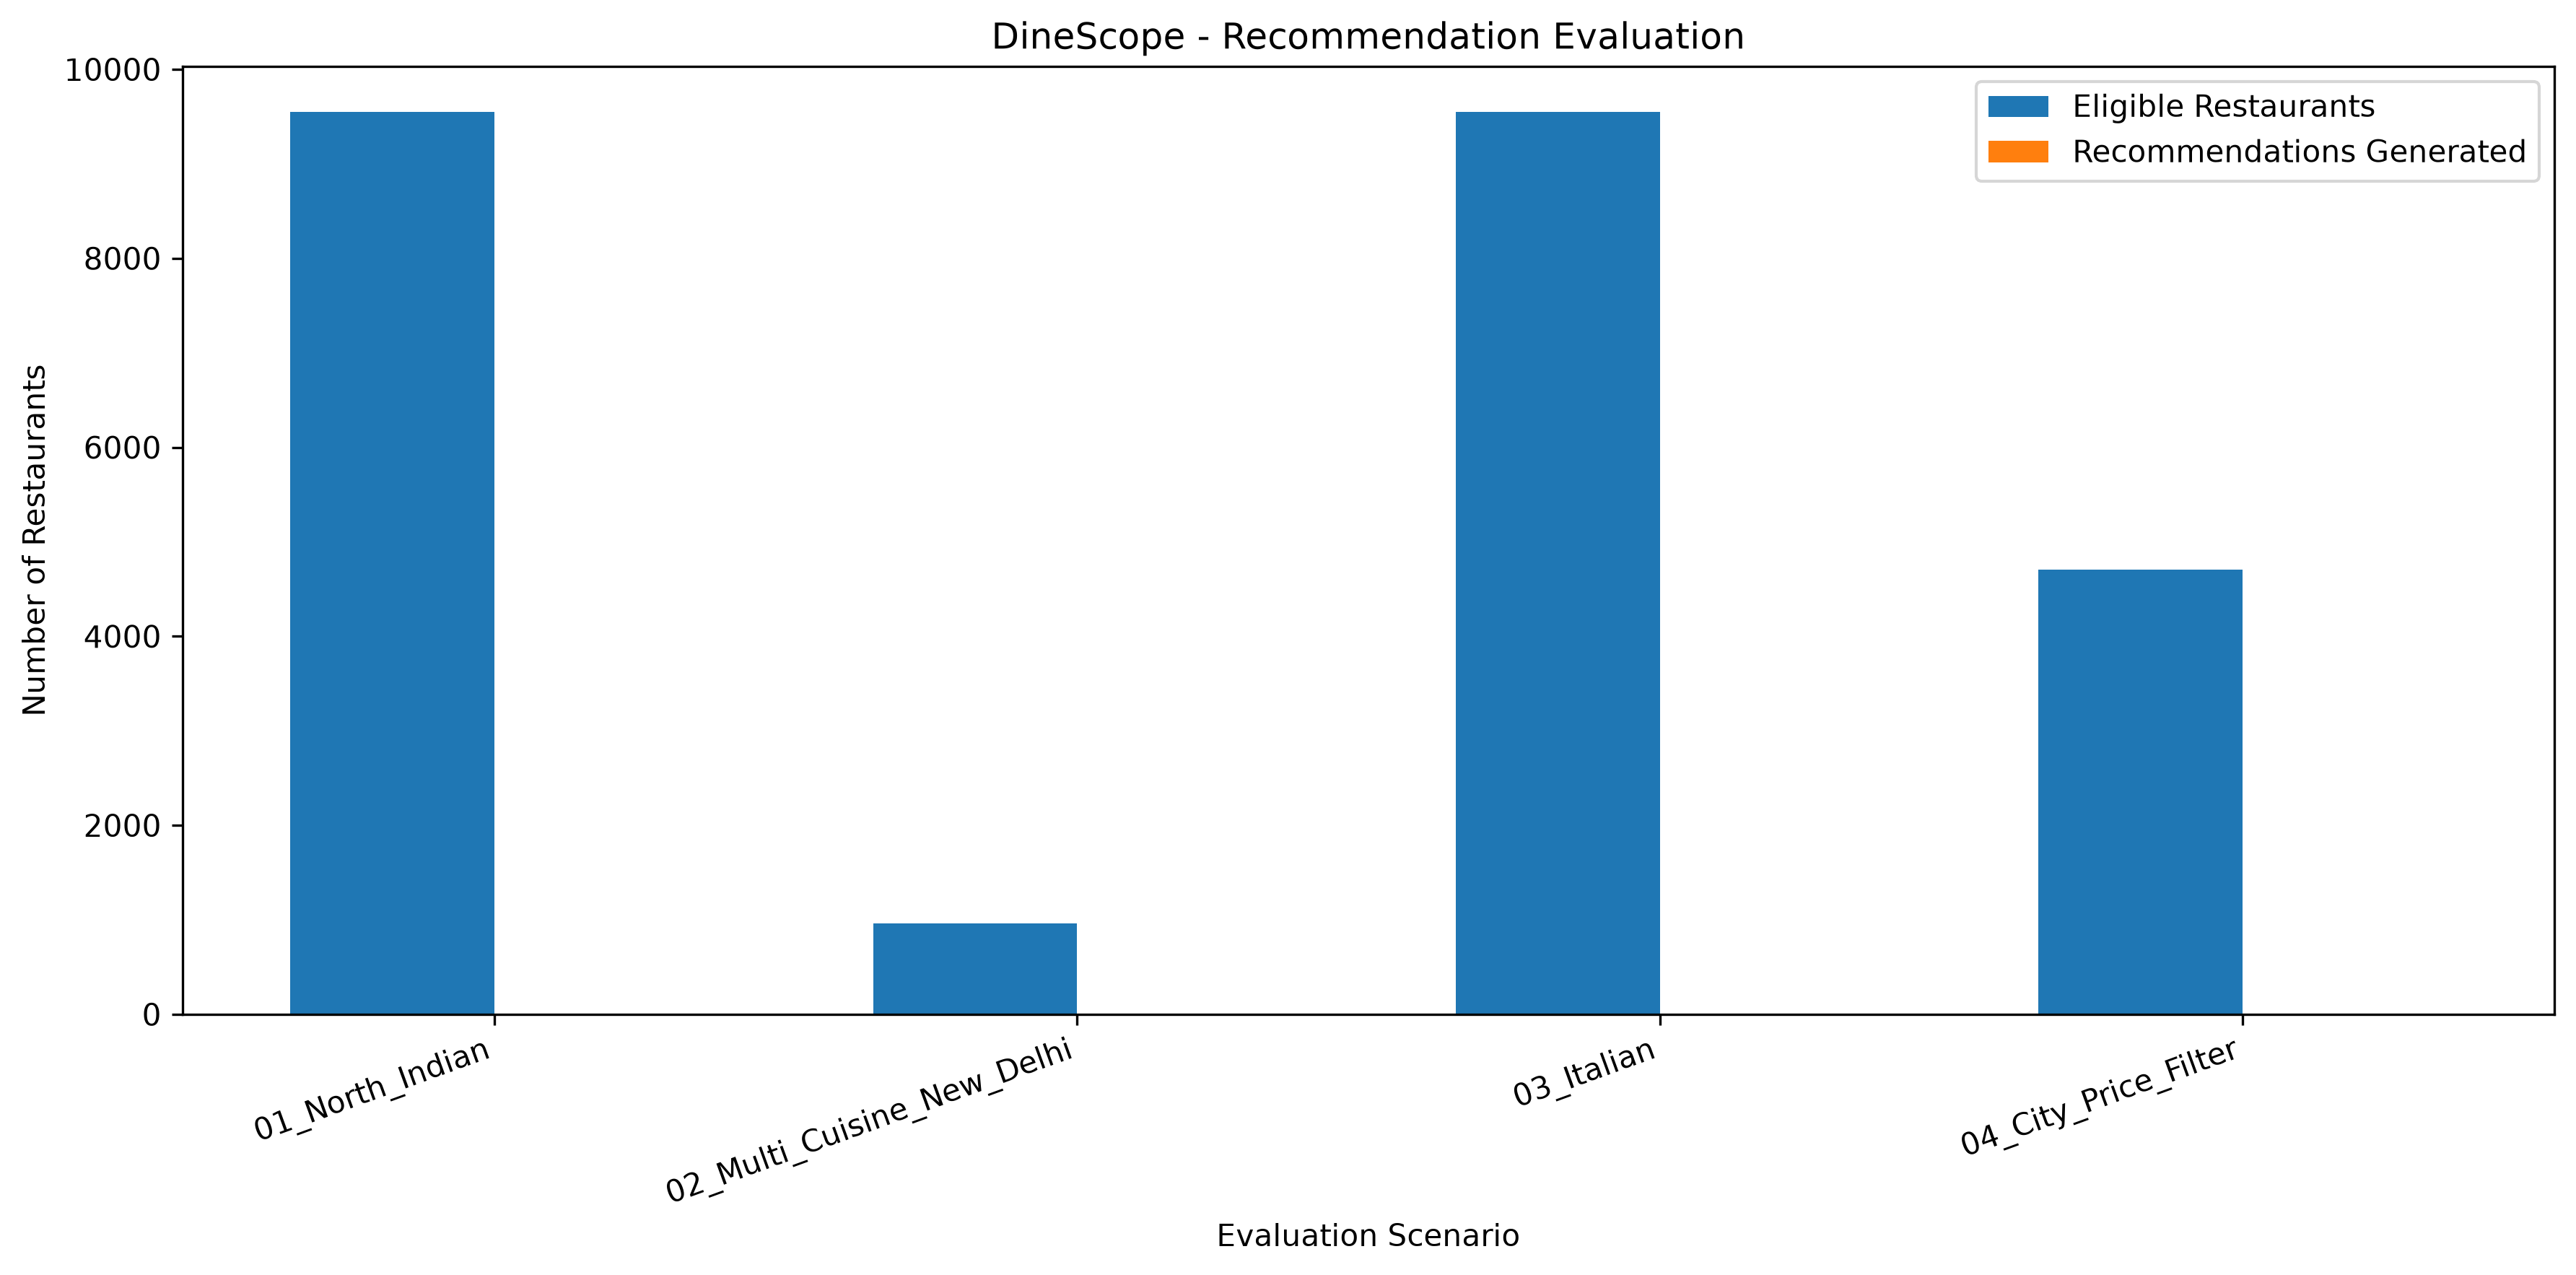 DineScope - Recommendation Evaluation
Eligible Restaurants
Recommendations Generated
Number of Restaurants
10000
8000
6000
4000
2000
0
01_North_Indian
02_Multi_Cuisine_New_Delhi
03_Italian
04_City_Price_Filter
Evaluation Scenario